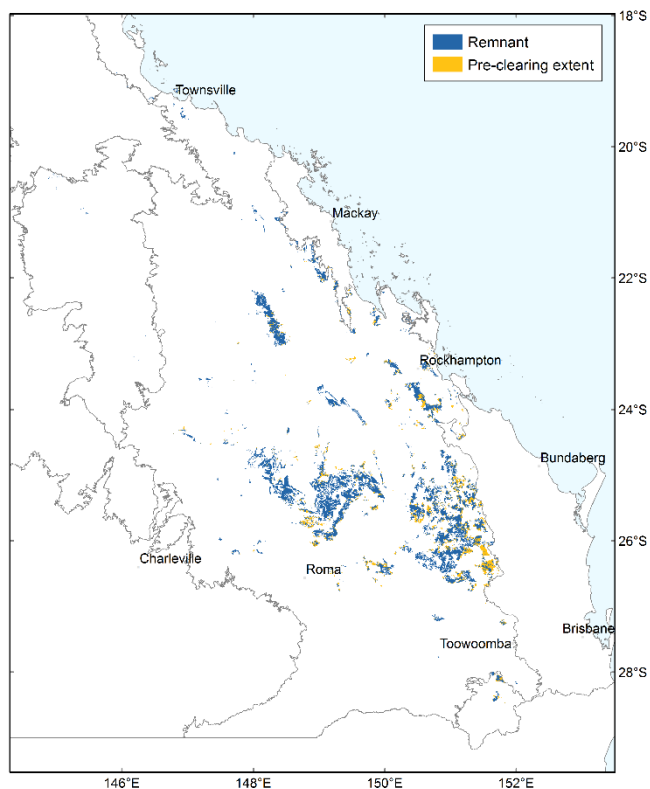 18°S
Remnant
Pre-clearing extent
Townsville
20°S
Mackay
22°S
Rockhampton
24°S
Bundaberg
26°S
Charleville
Roma
Brisbane
Toowoomba
28°S
146°E 148°E 150°E 152°E